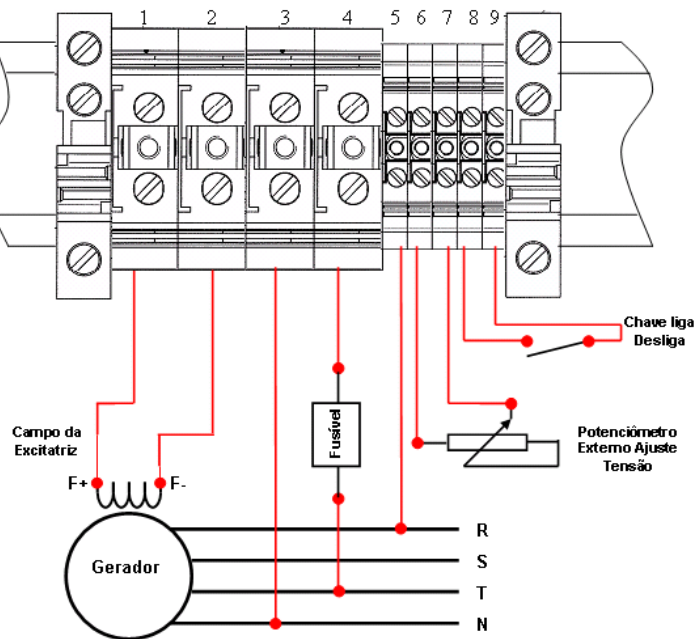 1 2 3 4 5 6 7 8 9
Chave liga
Desliga
Fusível
Campo da
Excitatriz
Potenciômetro
Externo Ajuste
Tensão
F+
F-
Gerador
R
S
T
N